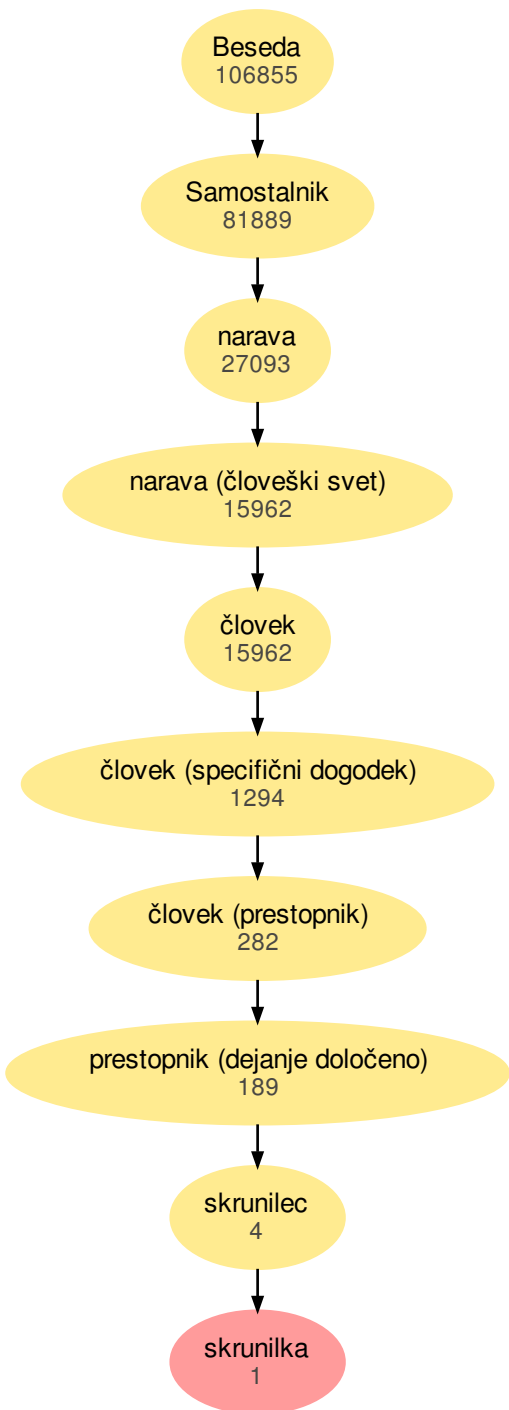 Beseda
106855
Samostalnik
81889
narava
27093
narava (človeški svet)
15962
človek
15962
človek (specifični dogodek)
1294
človek (prestopnik)
282
prestopnik (dejanje določeno)
189
skrunilec
4
skrunilka
1